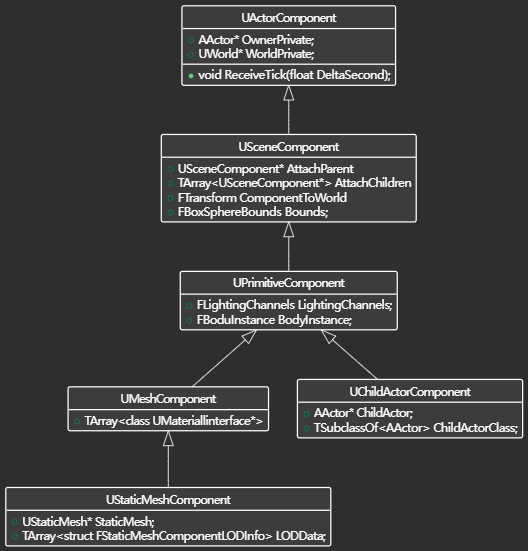 UActorComponent
AActor* OwnerPrivate;
UWorld* WorldPrivate;
void ReceiveTick(float DeltaSecond);
USceneComponent
USceneComponent* AttachParent
TArray<USceneComponent*> AttachChildren
FTransform ComponentToWorld
FBoxSphereBounds Bounds;
UPrimitiveComponent
FLightingChannels LightingChannels;
FBoduInstance BodyInstance;
UMeshComponent
TArray<class UMateriallinterface*>
UChildActorComponent
AActor* ChildActor;
TSubclassOf<AActor> ChildActorClass;
UStaticMeshComponent
UStaticMesh* StaticMesh;
TArray<struct FStaticMeshComponentLODInfo> LODData;